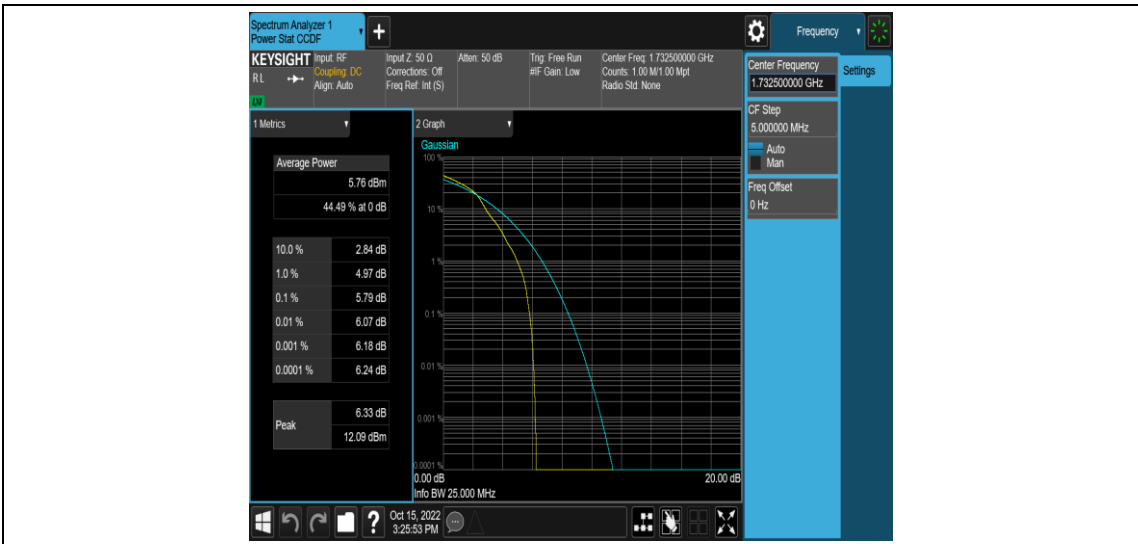 Spectrum Analyzer 1
Power Stat CCDF
+
Frequency
KEYSIGHT
RL
LXI
Input: RF
Coupling: DC
Align: Auto
Input Z: 50 Ω
Corrections: Off
Freq Ref: Int (S)
Atten: 50 dB
Trig: Free Run
#IF Gain: Low
Center Freq: 1.732500000 GHz
Counts: 1.00 M/1.00 Mpt
Radio Std: None
Center Frequency
1.732500000 GHz
Settings
CF Step
5.000000 MHz
Auto
Man
Freq Offset
0 Hz
1 Metrics
Average Power
5.76 dBm
44.49 % at 0 dB
10.0 % 2.84 dB
1.0 % 4.97 dB
0.1 % 5.79 dB
0.01 % 6.07 dB
0.001 % 6.18 dB
0.0001 % 6.24 dB
Peak
6.33 dB
12.09 dBm
2 Graph
Gaussian
100 %
10 %
1 %
0.1 %
0.01 %
0.001 %
0.0001 %
0.00 dB
20.00 dB
Info BW 25.000 MHz
?
Oct 15, 2022
3:25:53 PM